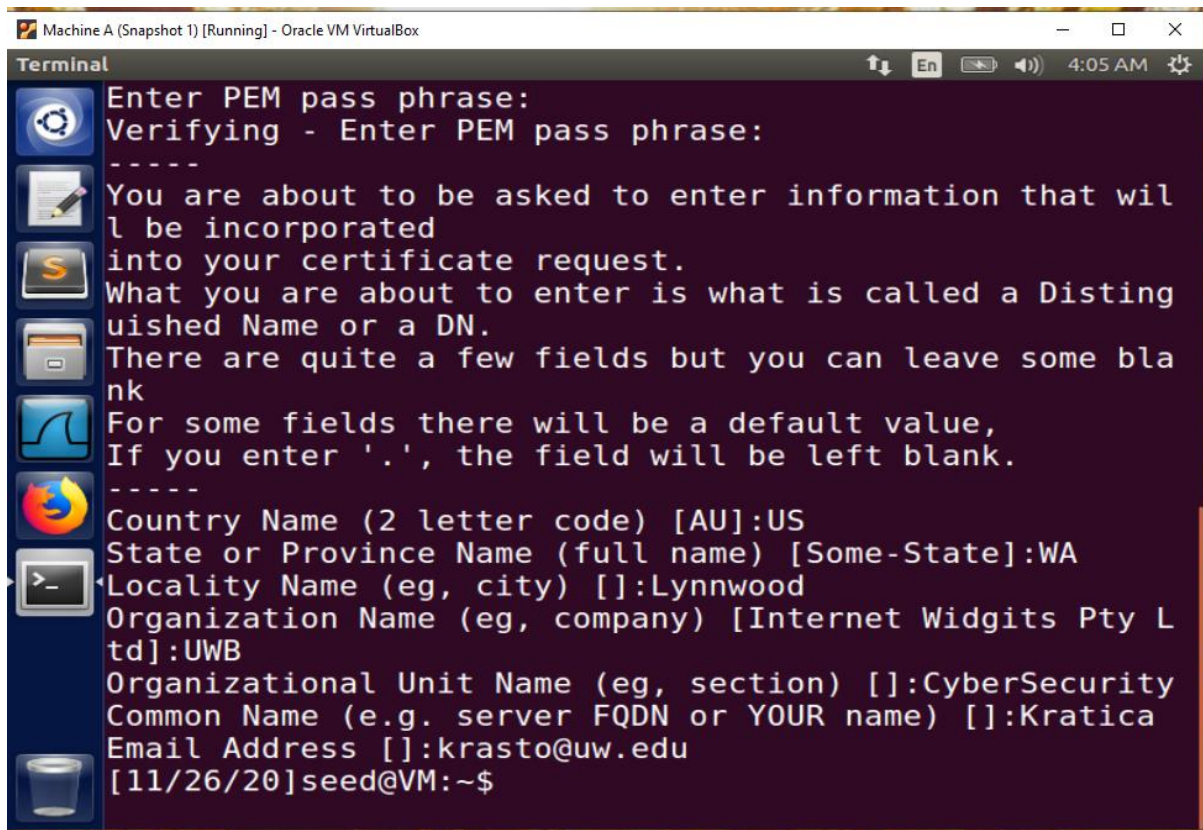 Machine A (Snapshot 1) [Running] - Oracle VM VirtualBox
Terminal En 4:05 AM
Enter PEM pass phrase:
Verifying - Enter PEM pass phrase:
-----
You are about to be asked to enter information that wil
l be incorporated
into your certificate request.
What you are about to enter is what is called a Disting
uished Name or a DN.
There are quite a few fields but you can leave some bla
nk
For some fields there will be a default value,
If you enter '.', the field will be left blank.
-----
Country Name (2 letter code) [AU]:US
State or Province Name (full name) [Some-State]:WA
Locality Name (eg, city) []:Lynnwood
Organization Name (eg, company) [Internet Widgits Pty L
td]:UWB
Organizational Unit Name (eg, section) []:CyberSecurity
Common Name (e.g. server FQDN or YOUR name) []:Kratica
Email Address []:krasto@uw.edu
[11/26/20]seed@VM:~$